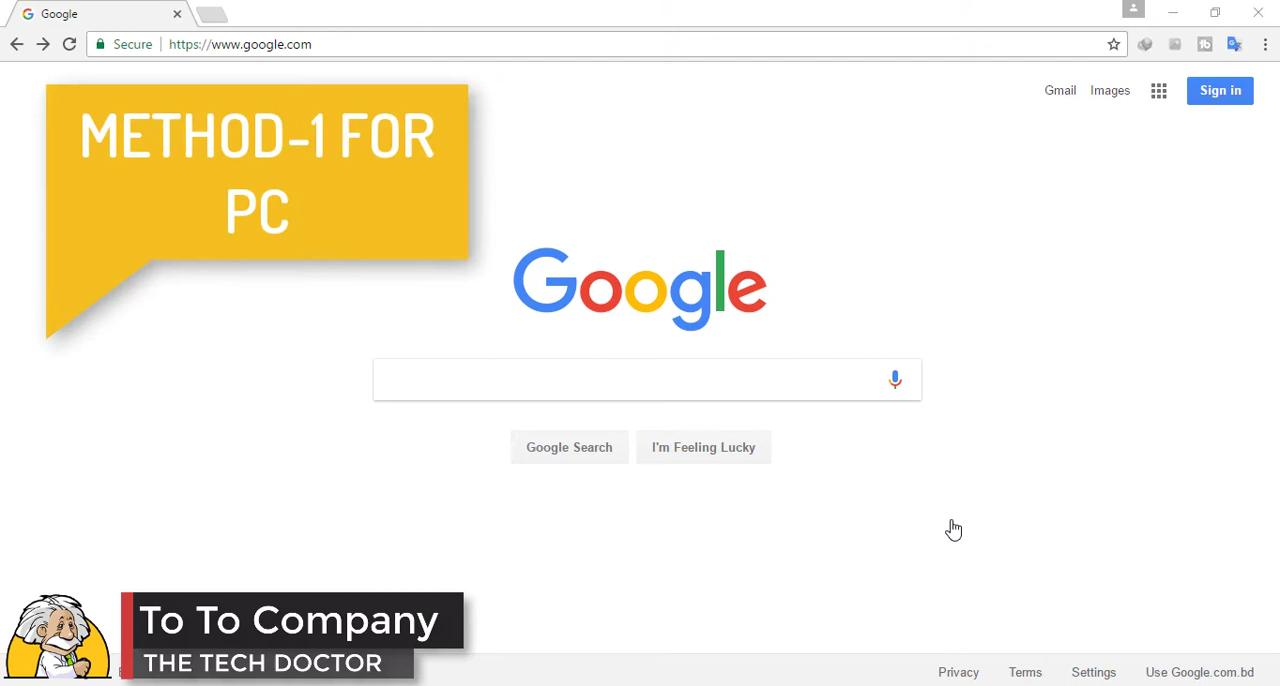 Google
Secure
https://www.google.com
Gmail
Images
Sign in
METHOD-1 FOR
PC
Google
Google Search
I'm Feeling Lucky
To To Company
THE TECH DOCTOR
Privacy
Terms
Settings
Use Google.com.bd